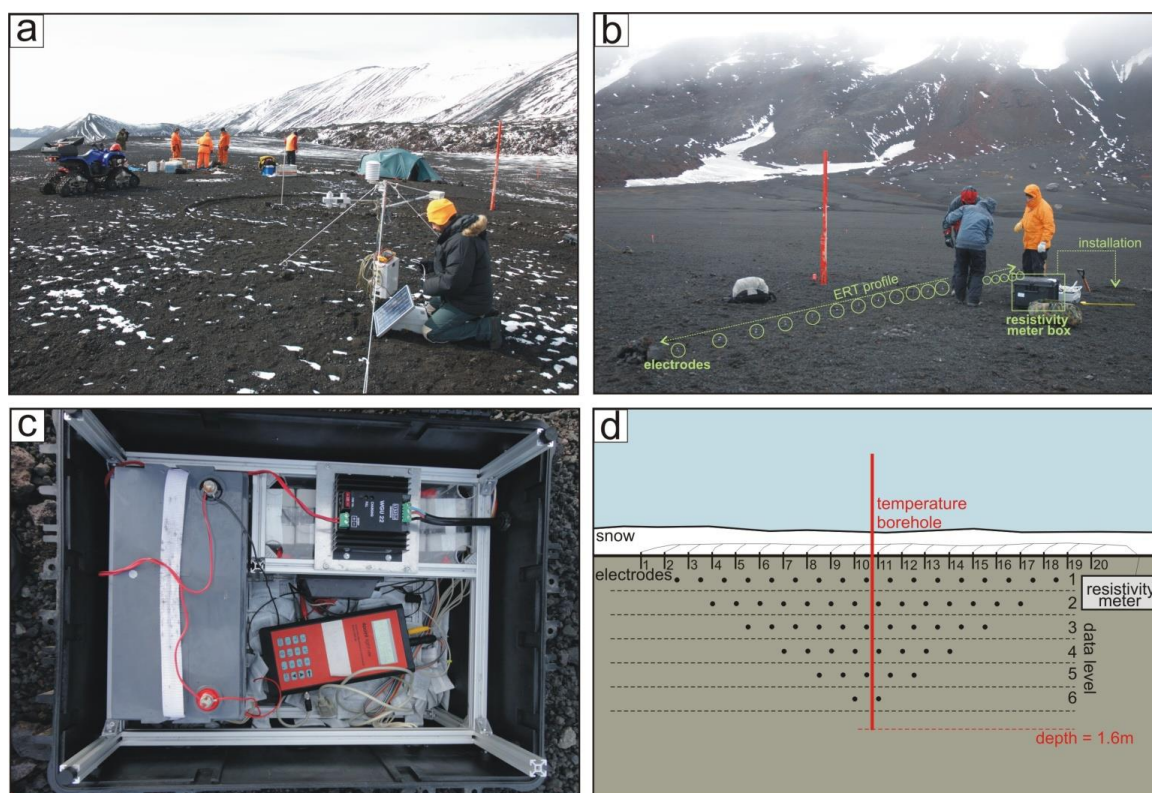 a
b
installation
ERT profile
resistivity
meter box
electrodes
c
WGU 22
d
temperature
borehole
snow
electrodes
1 2 3 4 5 6 7 8 9 10 11 12 13 14 15 16 17 18 19 20
1
resistivity
meter
2
3
4
5
6
data level
depth = 1.6m